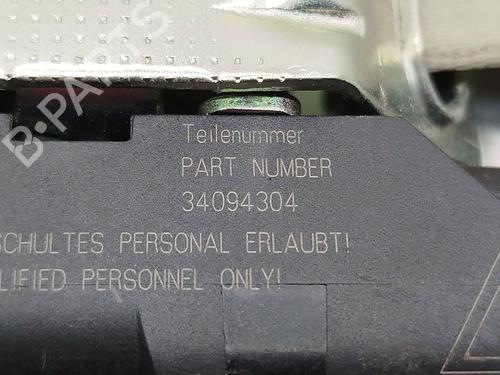 B-PARTS
Teilenummer
PART NUMBER
34094304
SCHULTES PERSONAL ERLAUBT!
LIFIED PERSONNEL ONLY!